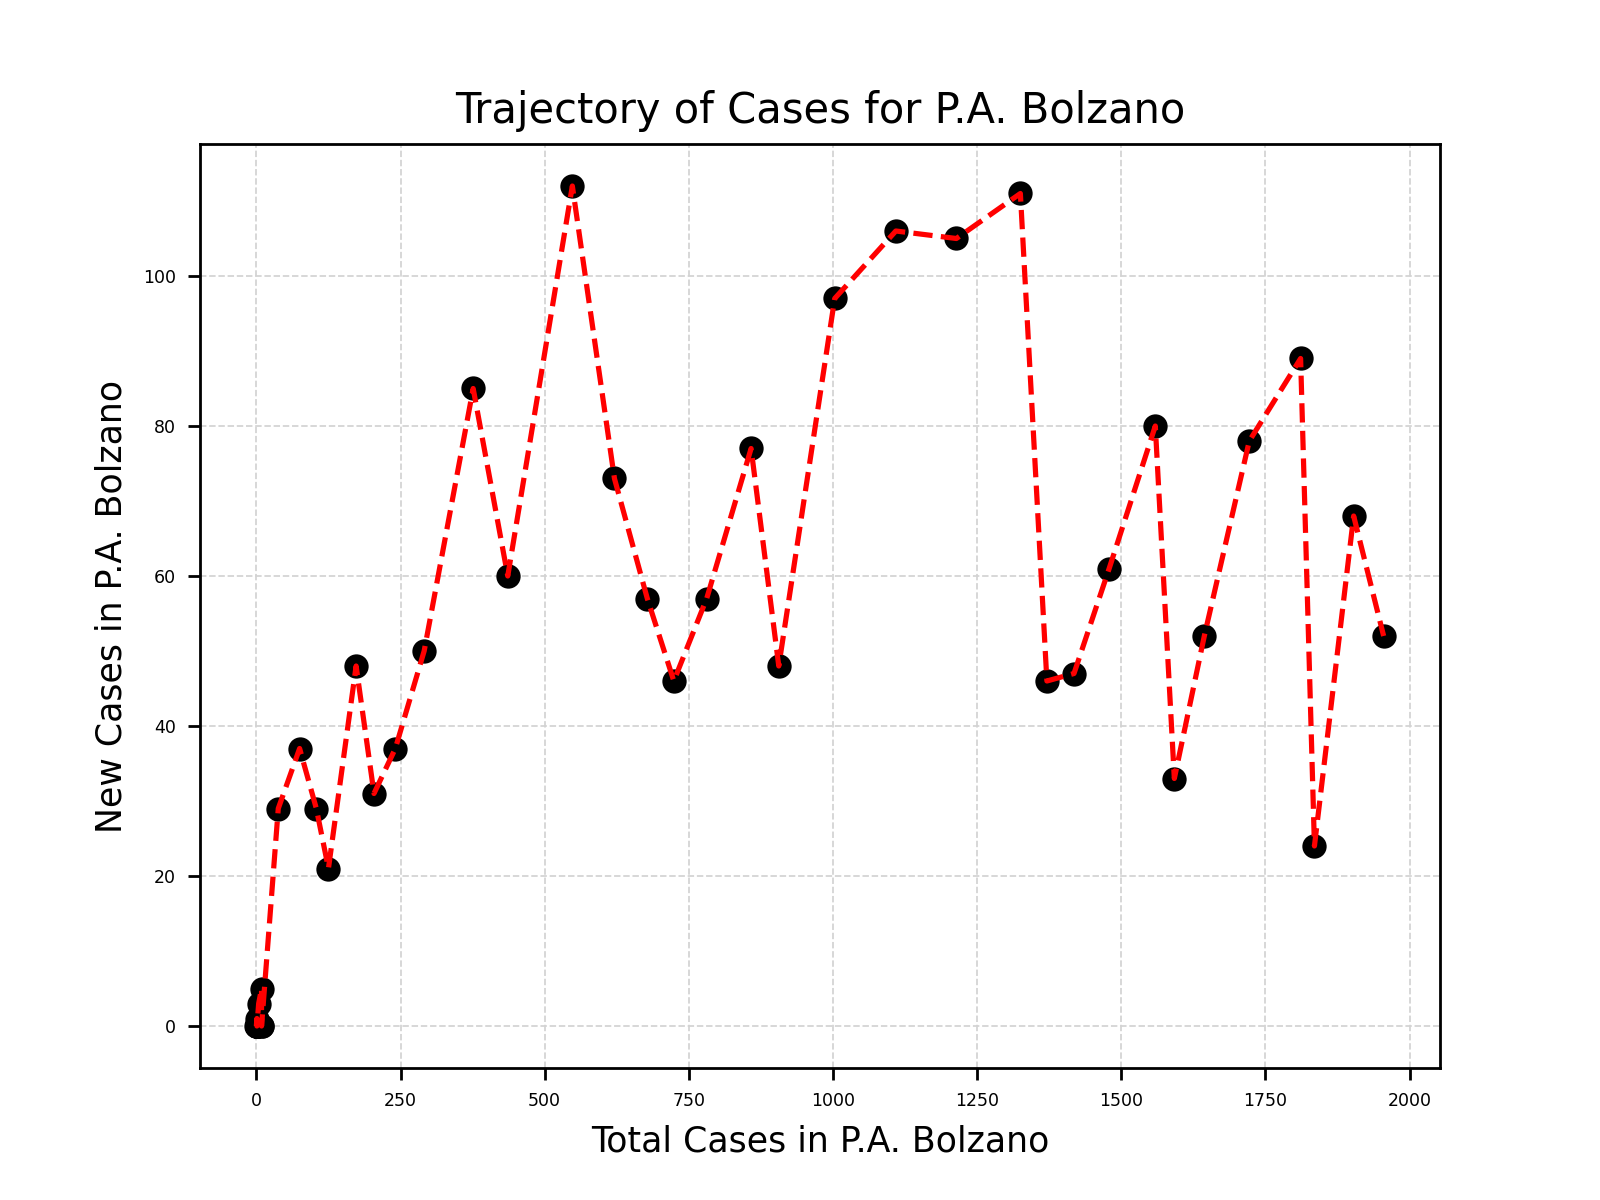 Trajectory of Cases for P.A. Bolzano
New Cases in P.A. Bolzano
100
80
60
40
20
0
0 250 500 750 1000 1250 1500 1750 2000
Total Cases in P.A. Bolzano